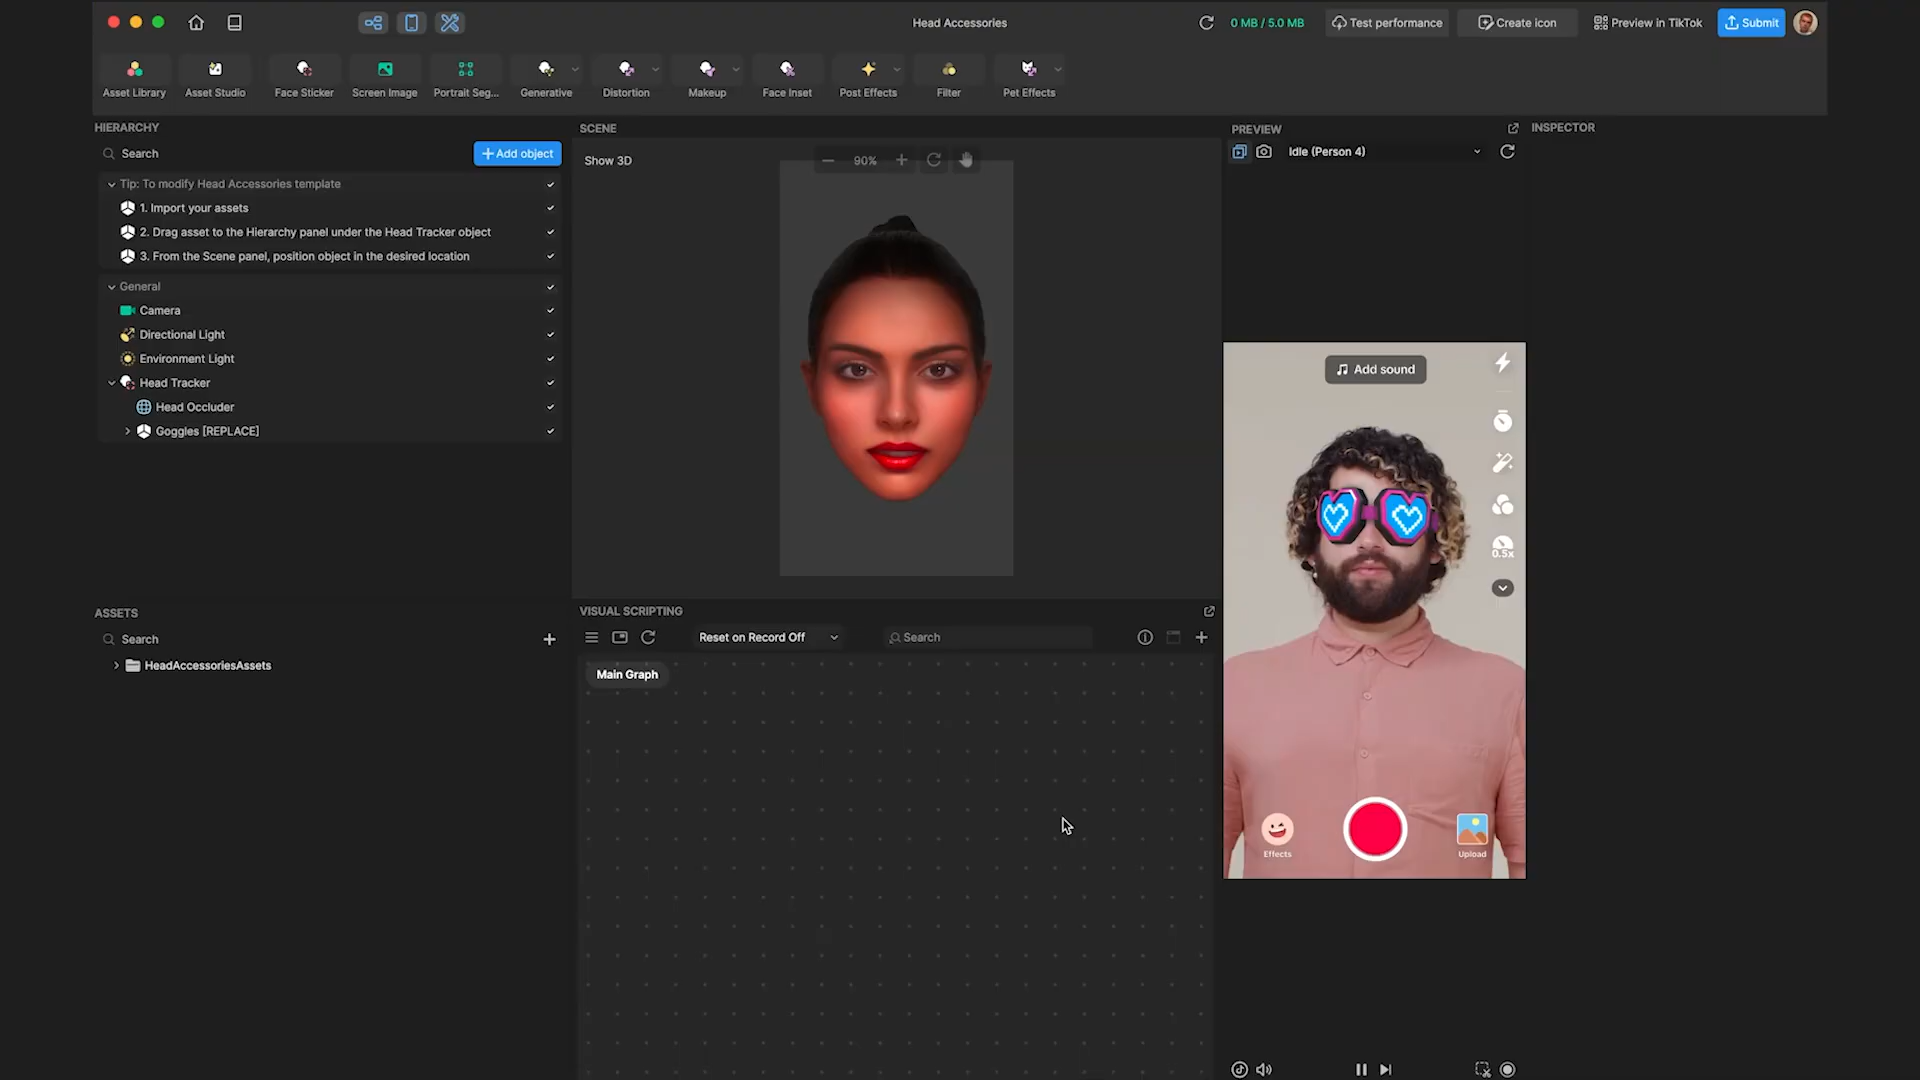 Head Accessories
0 MB / 5.0 MB
Test performance
Create icon
Preview in TikTok
Submit
Asset Library
Asset Studio
Face Sticker
Screen Image
Portrait Seg...
Generative
Distortion
Makeup
Face Inset
Post Effects
Filter
Pet Effects
HIERARCHY
Search
Add object
Tip: To modify Head Accessories template
1. Import your assets
2. Drag asset to the Hierarchy panel under the Head Tracker object
3. From the Scene panel, position object in the desired location
General
Camera
Directional Light
Environment Light
Head Tracker
Head Occluder
Goggles [REPLACE]
ASSETS
Search
HeadAccessoriesAssets
SCENE
Show 3D
90%
VISUAL SCRIPTING
Reset on Record Off
Search
Main Graph
PREVIEW
Idle (Person 4)
Add sound
0.5x
Effects
Upload
INSPECTOR